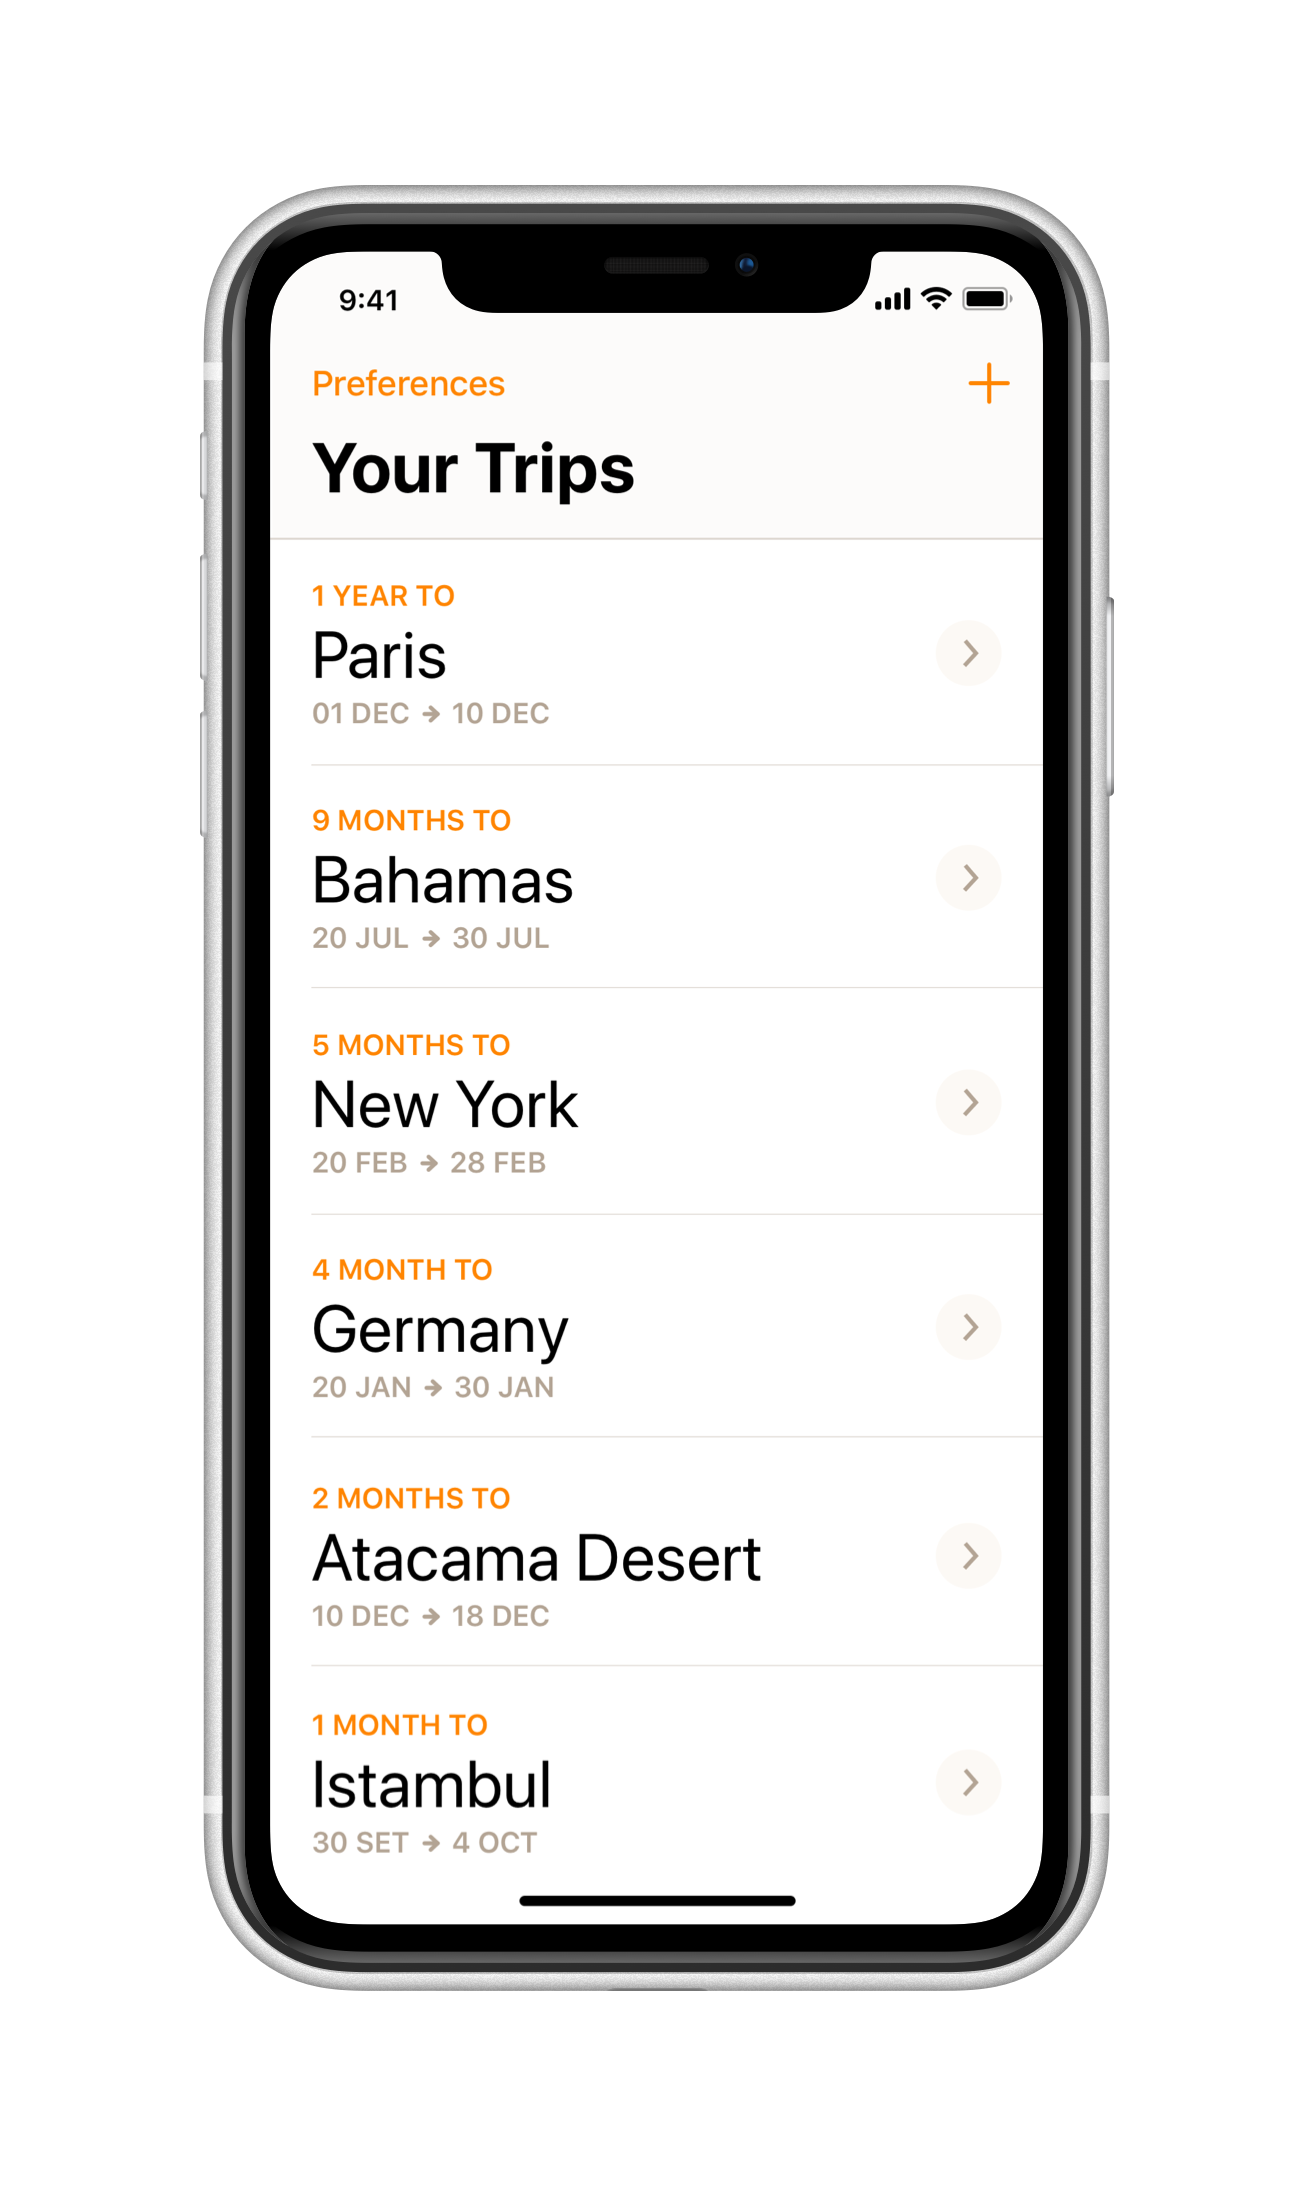 9:41
Preferences
Your Trips
1 YEAR TO
Paris
01 DEC → 10 DEC
9 MONTHS TO
Bahamas
20 JUL → 30 JUL
5 MONTHS TO
New York
20 FEB → 28 FEB
4 MONTH TO
Germany
20 JAN → 30 JAN
2 MONTHS TO
Atacama Desert
10 DEC → 18 DEC
1 MONTH TO
Istambul
30 SET → 4 OCT